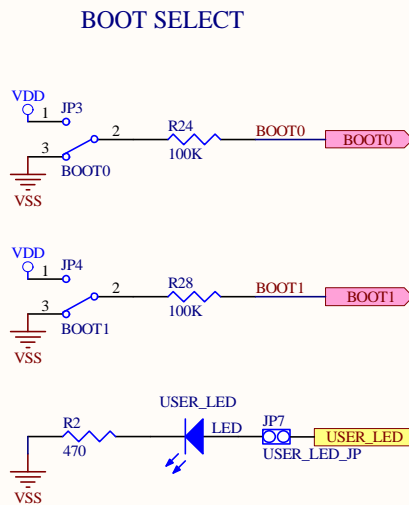 BOOT SELECT
VDD
1
JP3
3
2
R24
100K
BOOT0
BOOT0
BOOT0
VSS
VDD
1
JP4
3
2
R28
100K
BOOT1
BOOT1
BOOT1
VSS
USER_LED
R2
470
LED
JP7
USER_LED_JP
USER_LED
VSS